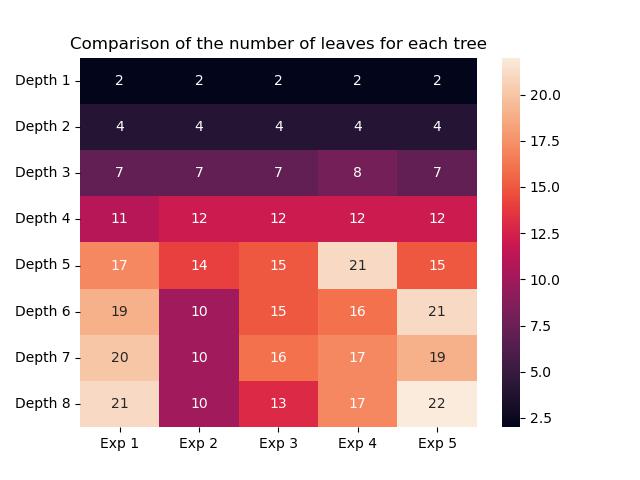 Comparison of the number of leaves for each tree
Depth 1 2 2 2 2 2
Depth 2 4 4 4 4 4
Depth 3 7 7 7 8 7
Depth 4 11 12 12 12 12
Depth 5 17 14 15 21 15
Depth 6 19 10 15 16 21
Depth 7 20 10 16 17 19
Depth 8 21 10 13 17 22
Exp 1 Exp 2 Exp 3 Exp 4 Exp 5
20.0
17.5
15.0
12.5
10.0
7.5
5.0
2.5